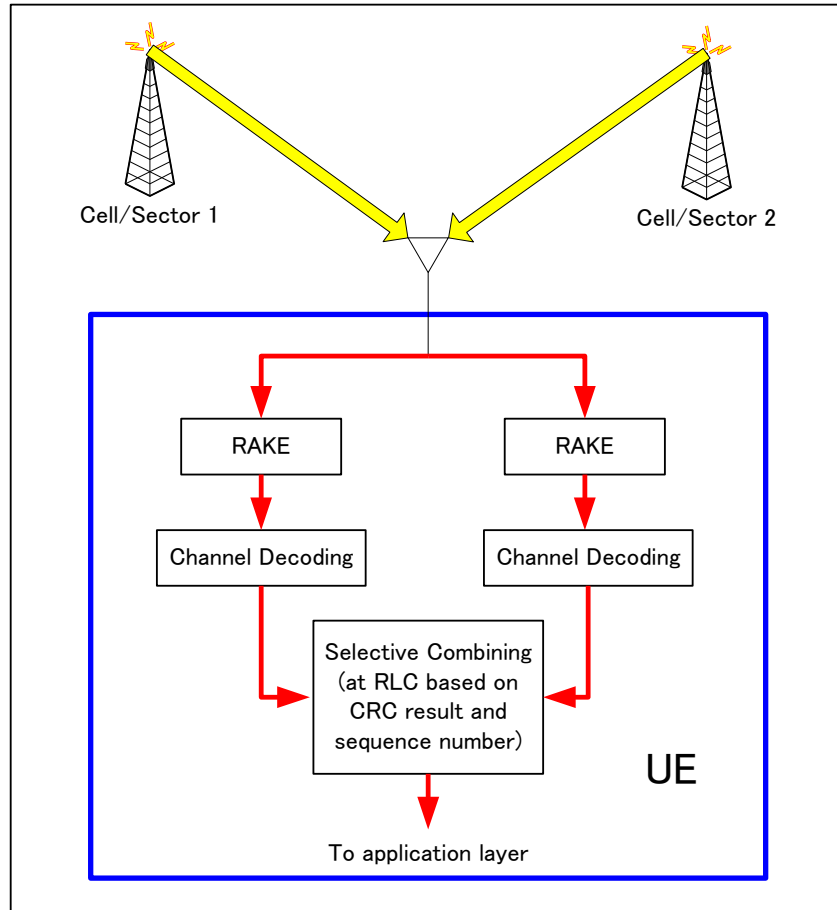 Cell/Sector 1
Cell/Sector 2
RAKE
RAKE
Channel Decoding
Channel Decoding
Selective Combining
(at RLC based on
CRC result and
sequence number)
UE
To application layer